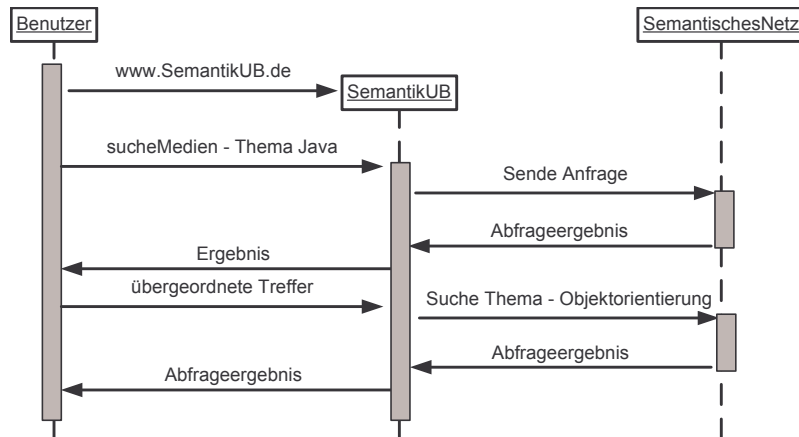 Benutzer
SemantischesNetz
www.SemantikUB.de
SemantikUB
sucheMedien - Thema Java
Sende Anfrage
Abfrageergebnis
Ergebnis
übergeordnete Treffer
Suche Thema - Objektorientierung
Abfrageergebnis
Abfrageergebnis